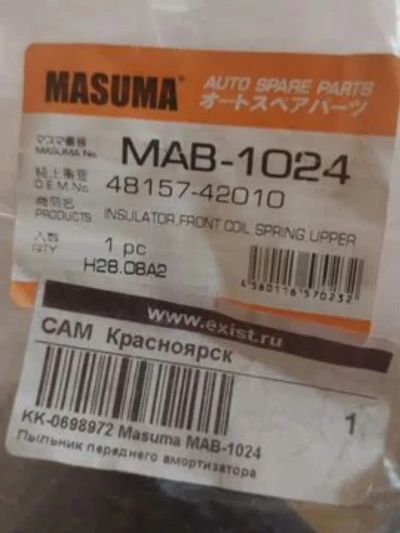 MASUMA® AUTO SPARE PARTS
オートスペアパーツ
マスマ番号
MASUMA No. MAB-1024
純正番号
O.E.M.No. 48157-42010
商品名
PRODUCTS INSULATOR,FRONT COIL SPRING,UPPER
入数
QTY 1 pc
H28.08A2
4560116570232
www.exist.ru
САМ Красноярск
1
KK-0698972 Masuma MAB-1024
Пыльник переднего амортизатора